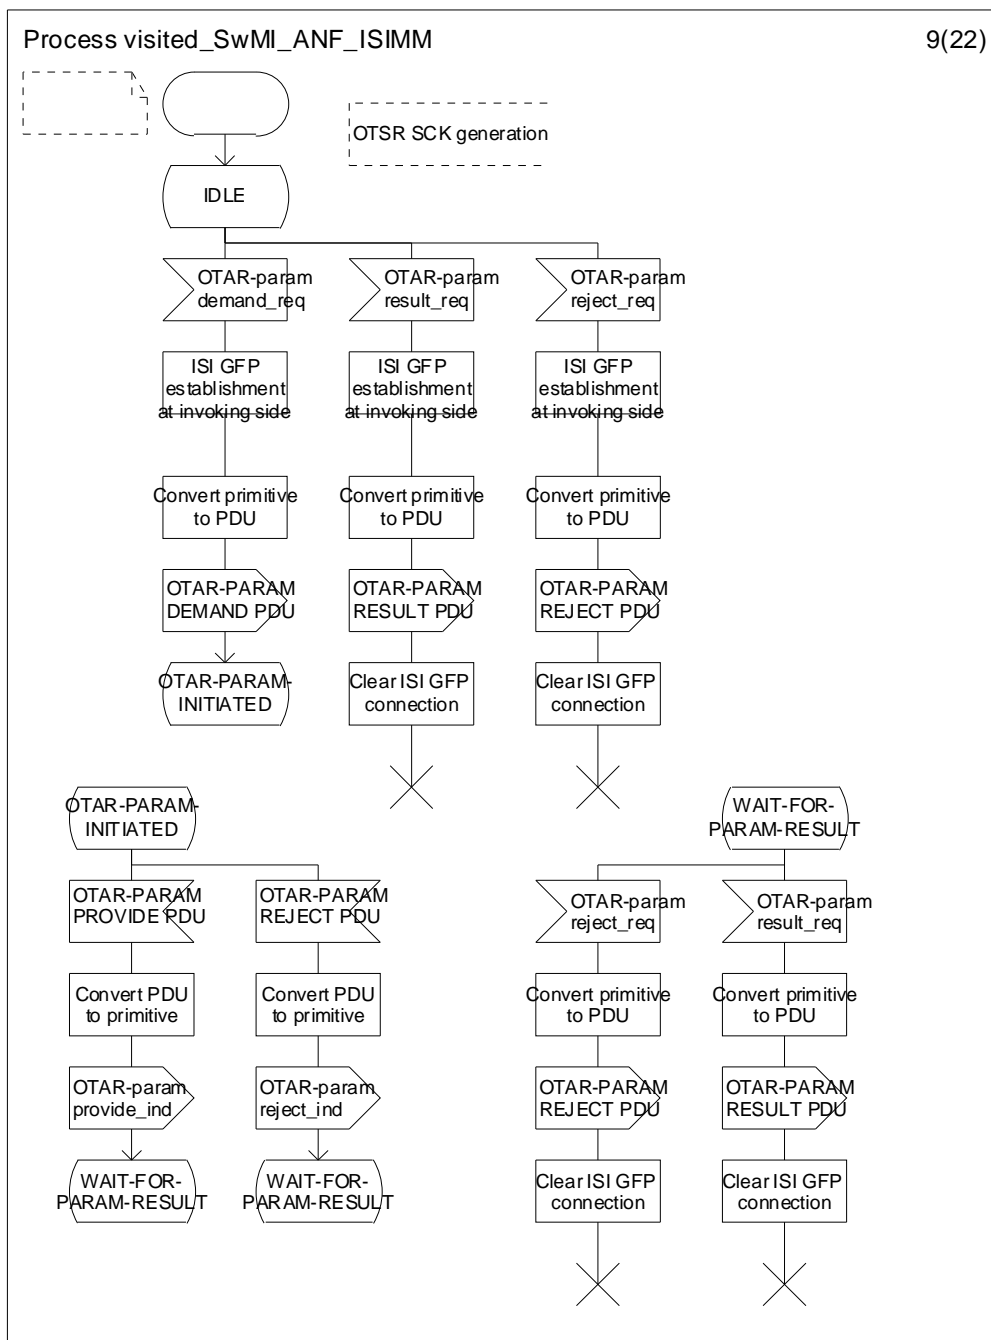 Process visited_SwMI_ANF_ISIMM
9(22)
OTSR SCK generation
IDLE
OTAR-param
demand_req
OTAR-param
result_req
OTAR-param
reject_req
ISI GFP
establishment
at invoking side
ISI GFP
establishment
at invoking side
ISI GFP
establishment
at invoking side
Convert primitive
to PDU
Convert primitive
to PDU
Convert primitive
to PDU
OTAR-PARAM
DEMAND PDU
OTAR-PARAM
RESULT PDU
OTAR-PARAM
REJECT PDU
OTAR-PARAM-
INITIATED
Clear ISI GFP
connection
Clear ISI GFP
connection
OTAR-PARAM-
INITIATED
WAIT-FOR-
PARAM-RESULT
OTAR-PARAM
PROVIDE PDU
OTAR-PARAM
REJECT PDU
OTAR-param
reject_req
OTAR-param
result_req
Convert PDU
to primitive
Convert PDU
to primitive
Convert primitive
to PDU
Convert primitive
to PDU
OTAR-param
provide_ind
OTAR-param
reject_ind
OTAR-PARAM
REJECT PDU
OTAR-PARAM
RESULT PDU
WAIT-FOR-
PARAM-RESULT
WAIT-FOR-
PARAM-RESULT
Clear ISI GFP
connection
Clear ISI GFP
connection